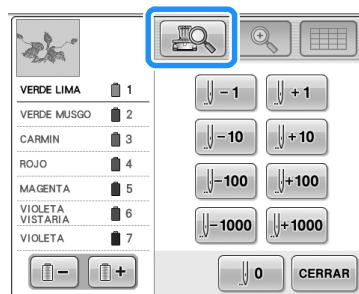 VERDE LIMA 1
VERDE MUSGO 2
CARMIN 3
ROJO 4
MAGENTA 5
VIOLETA
VISTARIA 6
VIOLETA 7
- +
- 1 + 1
- 10 + 10
-100 +100
-1000 +1000
0 CERRAR